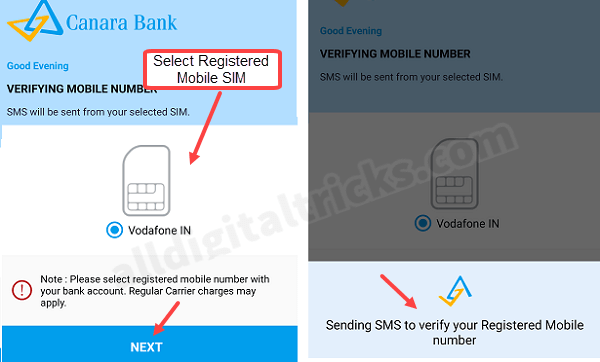 Canara Bank
Good Evening
VERIFYING MOBILE NUMBER
SMS will be sent from your selected SIM.
Select Registered
Mobile SIM
Vodafone IN
Note : Please select registered mobile number with
your bank account. Regular Carrier charges may
apply.
NEXT
Canara Bank
Good Evening
VERIFYING MOBILE NUMBER
SMS will be sent from your selected SIM.
Vodafone IN
Sending SMS to verify your Registered Mobile
number
alldigitaltricks.com